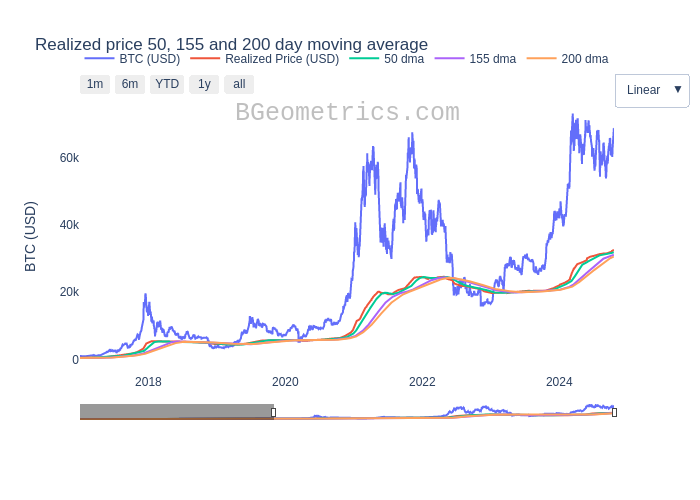 Realized price 50, 155 and 200 day moving average
BTC (USD) Realized Price (USD) 50 dma 155 dma 200 dma
1m 6m YTD 1y all
Linear ▼
BGeometrics.com
BTC (USD)
60k
40k
20k
0
2018 2020 2022 2024